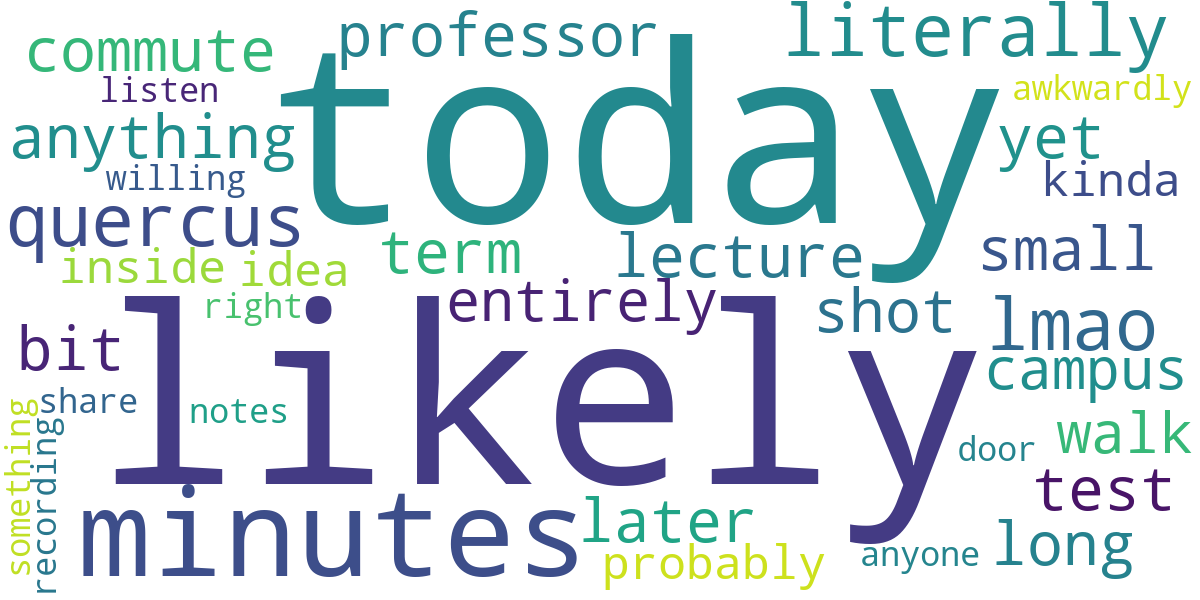 professor
literally
commute
today
listen
awkwardly
anything
yet
willing
kinda
quercus
term
lecture
small
inside
idea
entirely
right
shot
lmao
likely
bit
campus
share
notes
something
recording
walk
door
test
minutes
later
long
probably
anyone